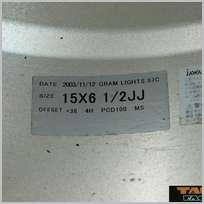 DATE 2003/11/12 GRAM LIGHTS 57C
SIZE 15X6 1/2JJ
OFFSET +38 4H PCD100 MS